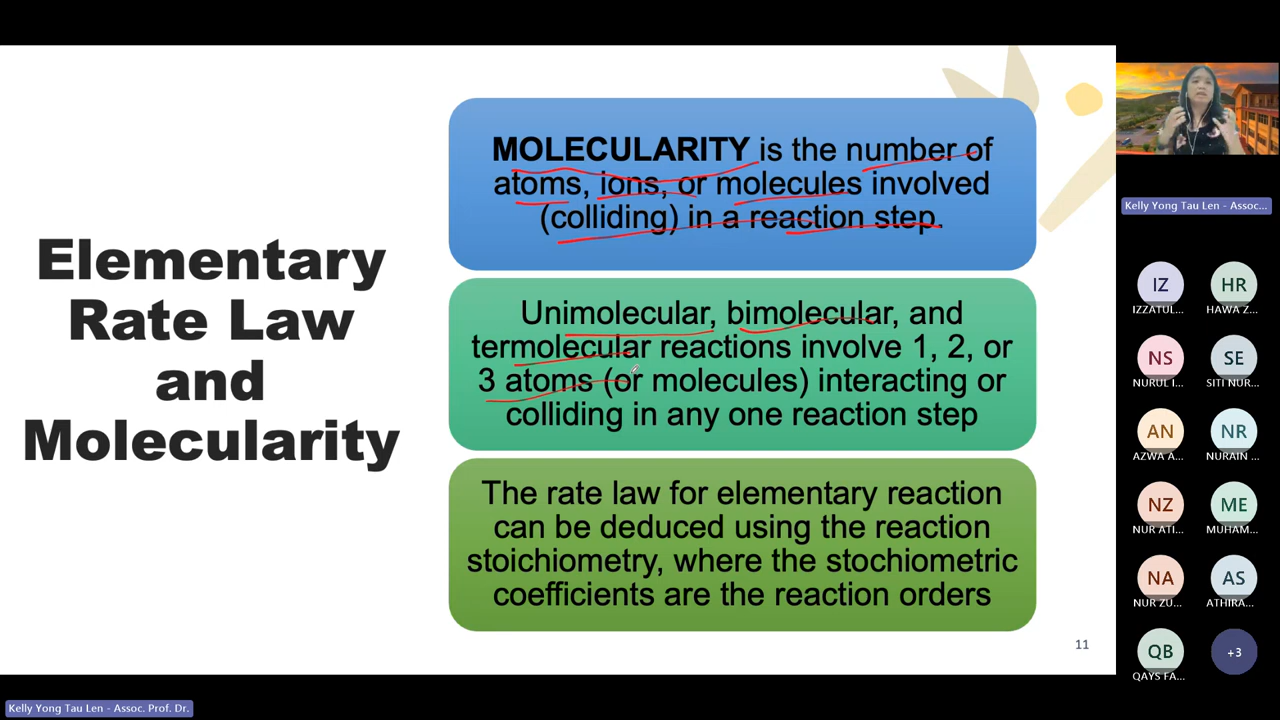 Elementary
Rate Law
and
Molecularity
MOLECULARITY is the number of
atoms, ions, or molecules involved
(colliding) in a reaction step.
Unimolecular, bimolecular, and
termolecular reactions involve 1, 2, or
3 atoms (or molecules) interacting or
colliding in any one reaction step
The rate law for elementary reaction
can be deduced using the reaction
stoichiometry, where the stochiometric
coefficients are the reaction orders
11
Kelly Yong Tau Len - Assoc...
IZ
IZZATUL...
HR
HAWA Z...
NS
NURUL I...
SE
SITI NUR...
AN
AZWA A...
NR
NURAIN ...
NZ
NUR ATI...
ME
MUHAM...
NA
NUR ZU...
AS
ATHIRA...
QB
QAYS FA...
+3
Kelly Yong Tau Len - Assoc. Prof. Dr.